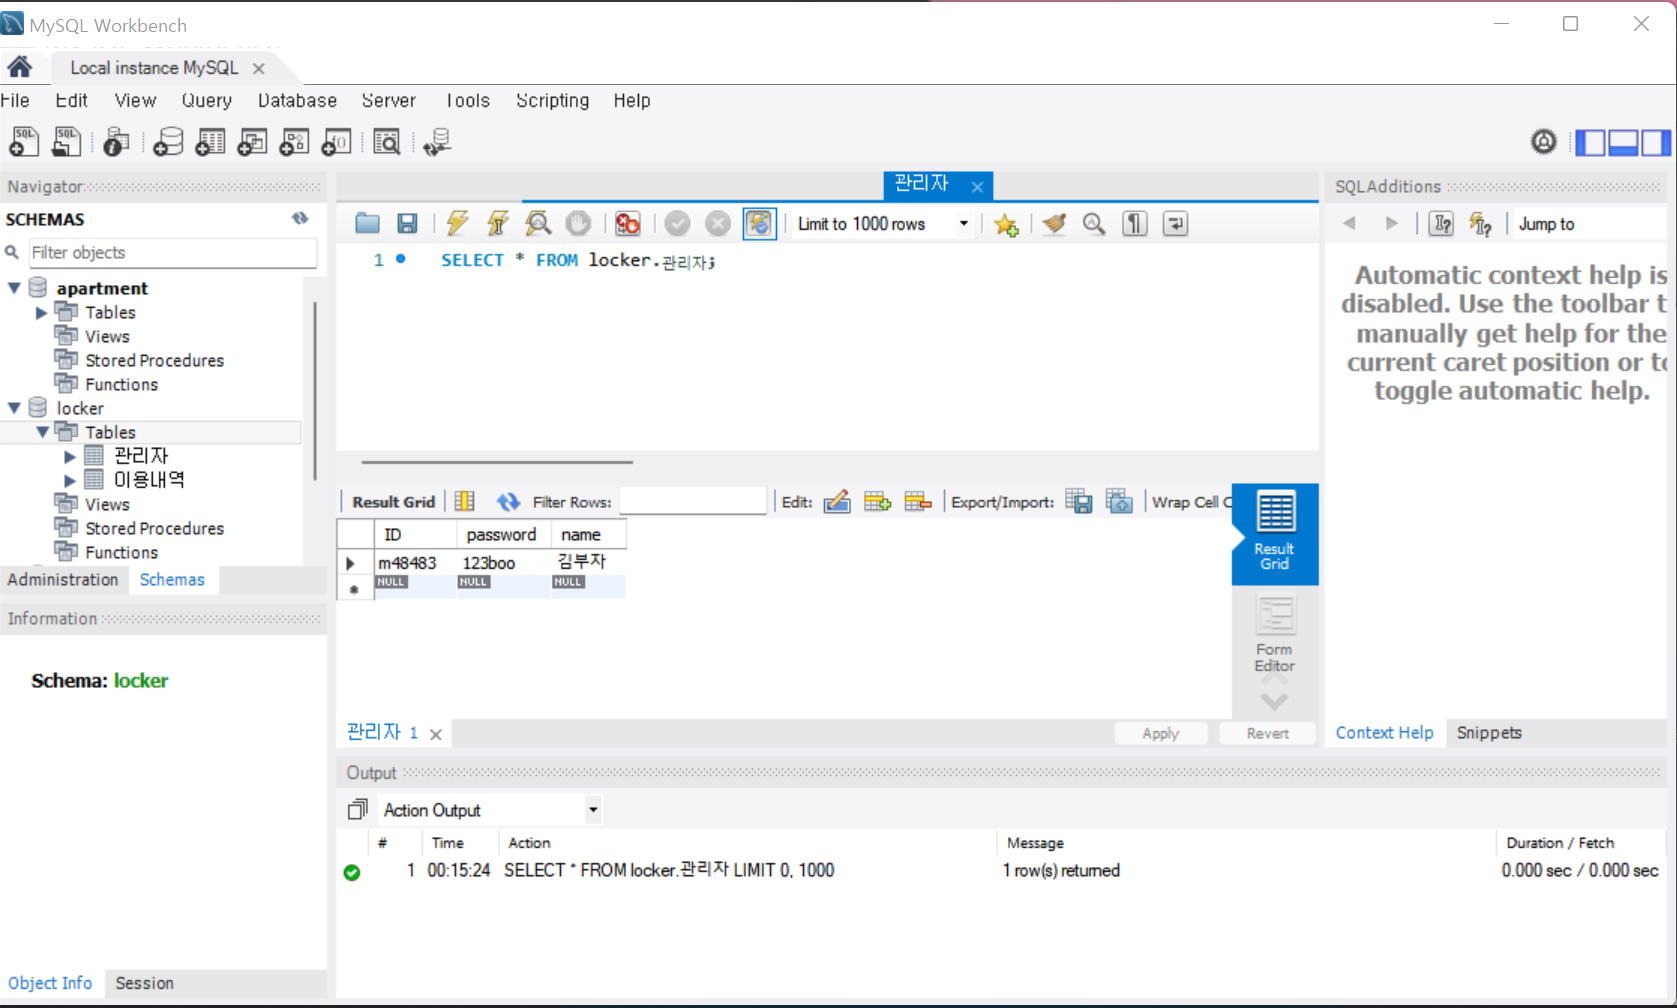 MySQL Workbench
Local instance MySQL
File Edit View Query Database Server Tools Scripting Help
Navigator
SCHEMAS
Filter objects
apartment
Tables
Views
Stored Procedures
Functions
locker
Tables
관리자
이용내역
Views
Stored Procedures
Functions
Administration Schemas
Information
Schema: locker
Object Info Session
관리자
Limit to 1000 rows
1 SELECT * FROM locker.관리자;
Result Grid Filter Rows: Edit: Export/Import: Wrap Cell C
ID password name
m48483 123boo 김부자
NULL NULL NULL
Result
Grid
Form
Editor
관리자 1
Apply Revert
SQLAdditions
Jump to
Automatic context help is
disabled. Use the toolbar t
manually get help for the
current caret position or to
toggle automatic help.
Context Help Snippets
Output
Action Output
# Time Action Message Duration / Fetch
1 00:15:24 SELECT * FROM locker.관리자 LIMIT 0, 1000 1 row(s) returned 0.000 sec / 0.000 sec